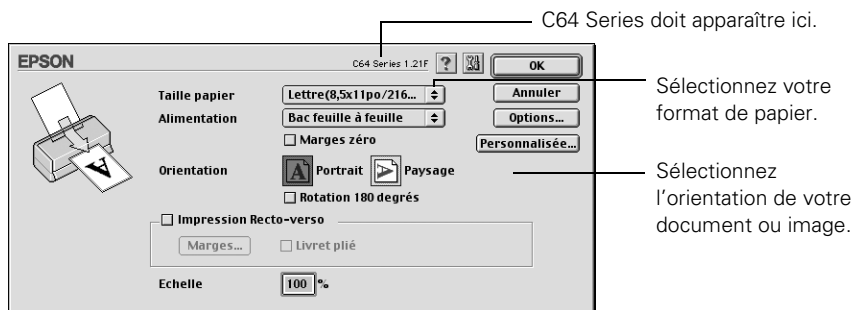 C64 Series doit apparaître ici.
EPSON
C64 Series 1.21F
?
OK
Taille papier
Lettre(8,5x11po/216...
Annuler
Sélectionnez votre
format de papier.
Alimentation
Bac feuille à feuille
Options...
Marges zéro
Personnalisée...
Orientation
A
Portrait
A
Paysage
Sélectionnez
l'orientation de votre
document ou image.
Rotation 180 degrés
A
Impression Recto-verso
Marges...
Livret plié
Echelle
100 %